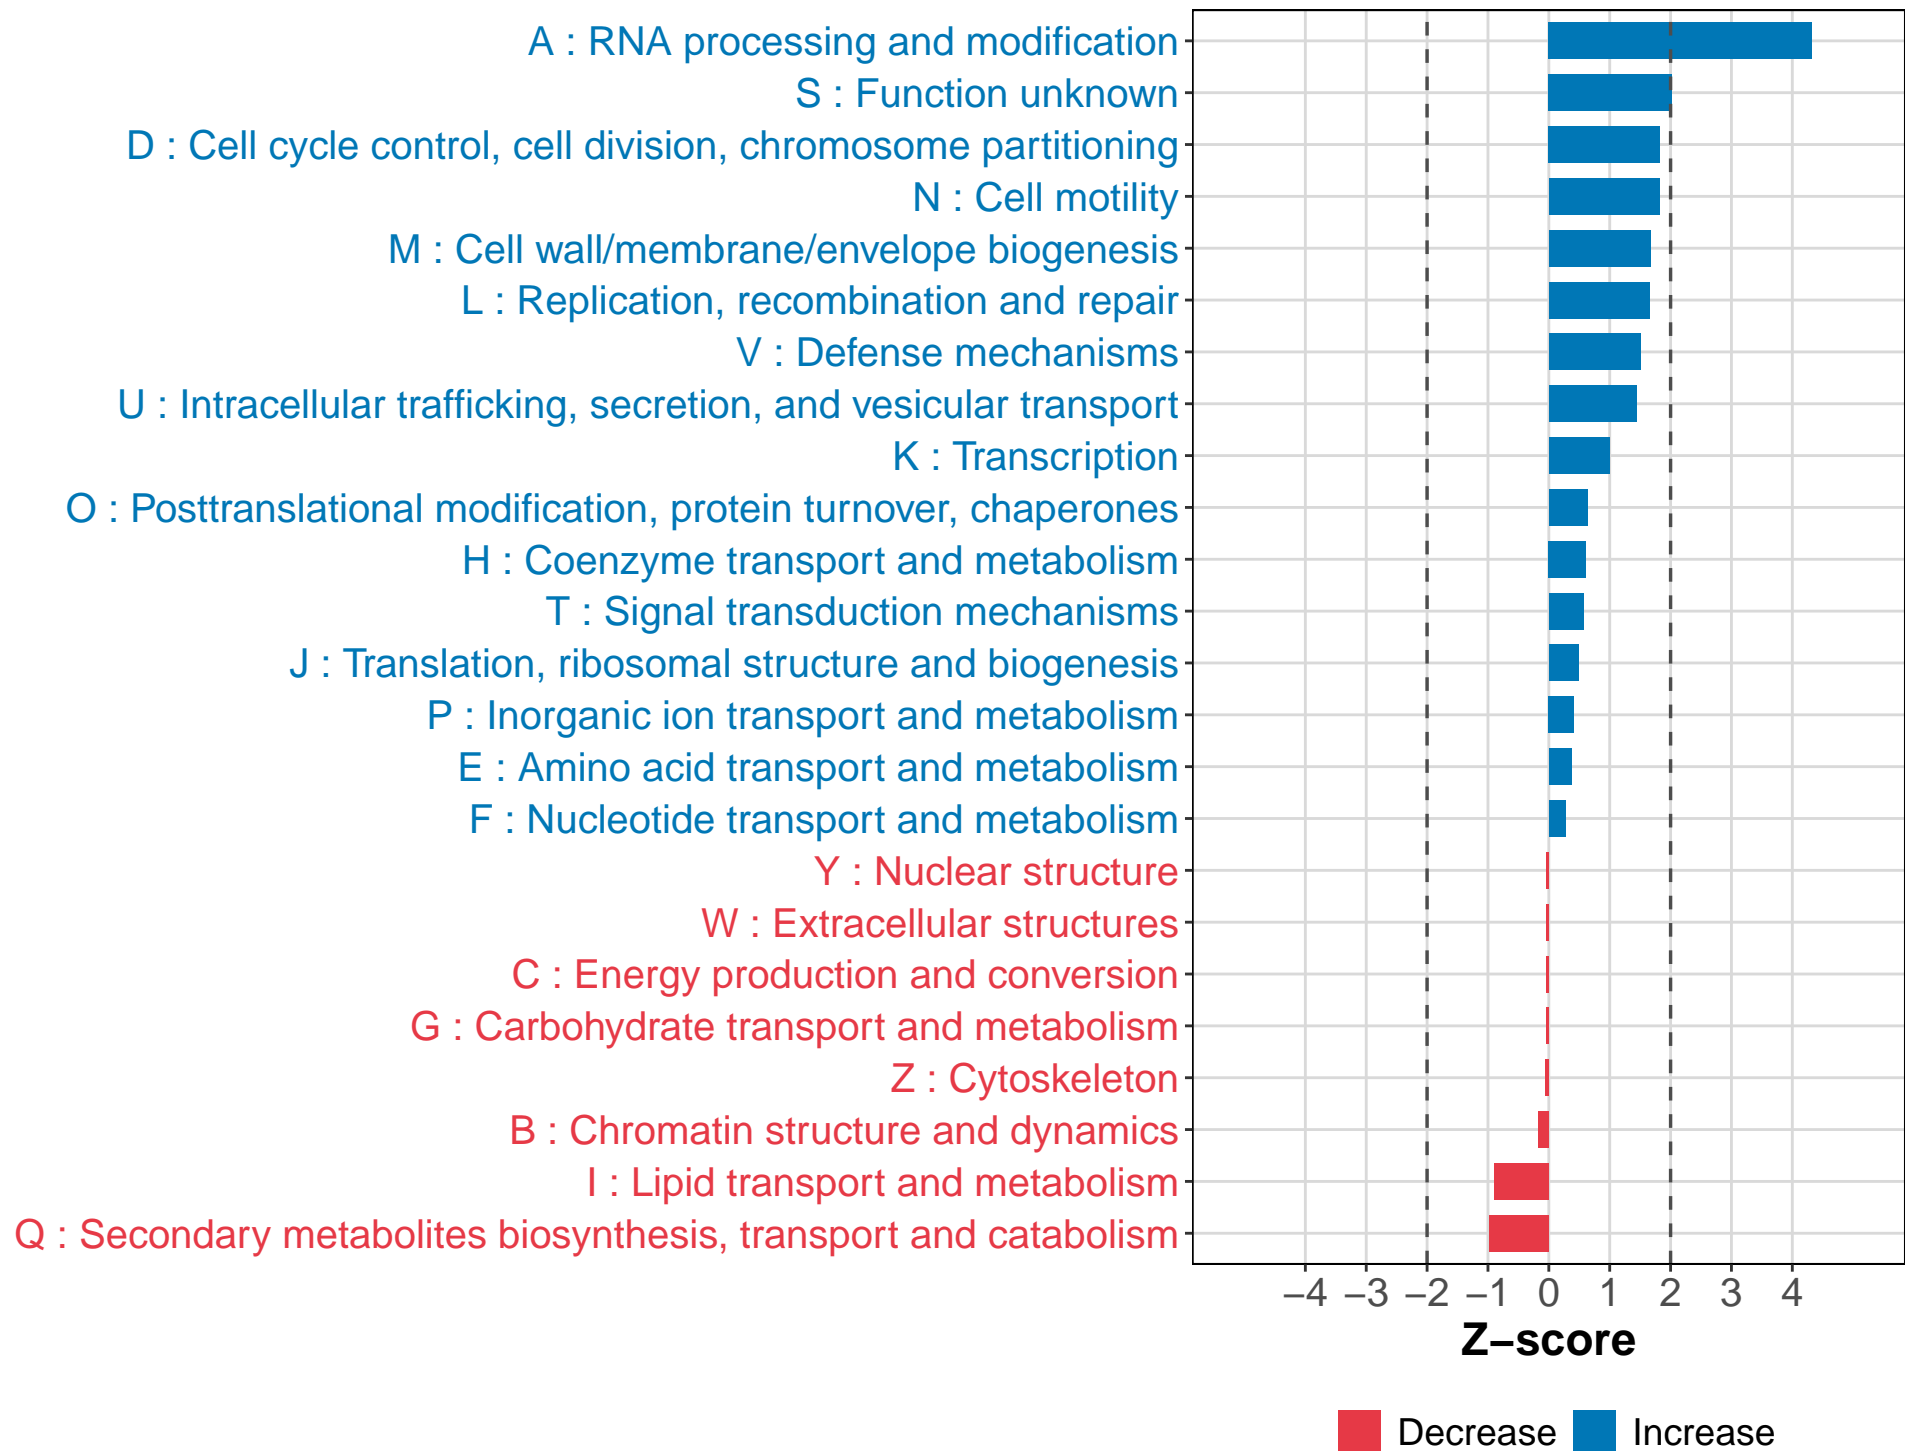 A : RNA processing and modification
S : Function unknown
D : Cell cycle control, cell division, chromosome partitioning
N : Cell motility
M : Cell wall/membrane/envelope biogenesis
L : Replication, recombination and repair
V : Defense mechanisms
U : Intracellular trafficking, secretion, and vesicular transport
K : Transcription
O : Posttranslational modification, protein turnover, chaperones
H : Coenzyme transport and metabolism
T : Signal transduction mechanisms
J : Translation, ribosomal structure and biogenesis
P : Inorganic ion transport and metabolism
E : Amino acid transport and metabolism
F : Nucleotide transport and metabolism
Y : Nuclear structure
W : Extracellular structures
C : Energy production and conversion
G : Carbohydrate transport and metabolism
Z : Cytoskeleton
B : Chromatin structure and dynamics
I : Lipid transport and metabolism
Q : Secondary metabolites biosynthesis, transport and catabolism
−4 −3 −2 −1 0 1 2 3 4
Z−score
Decrease Increase